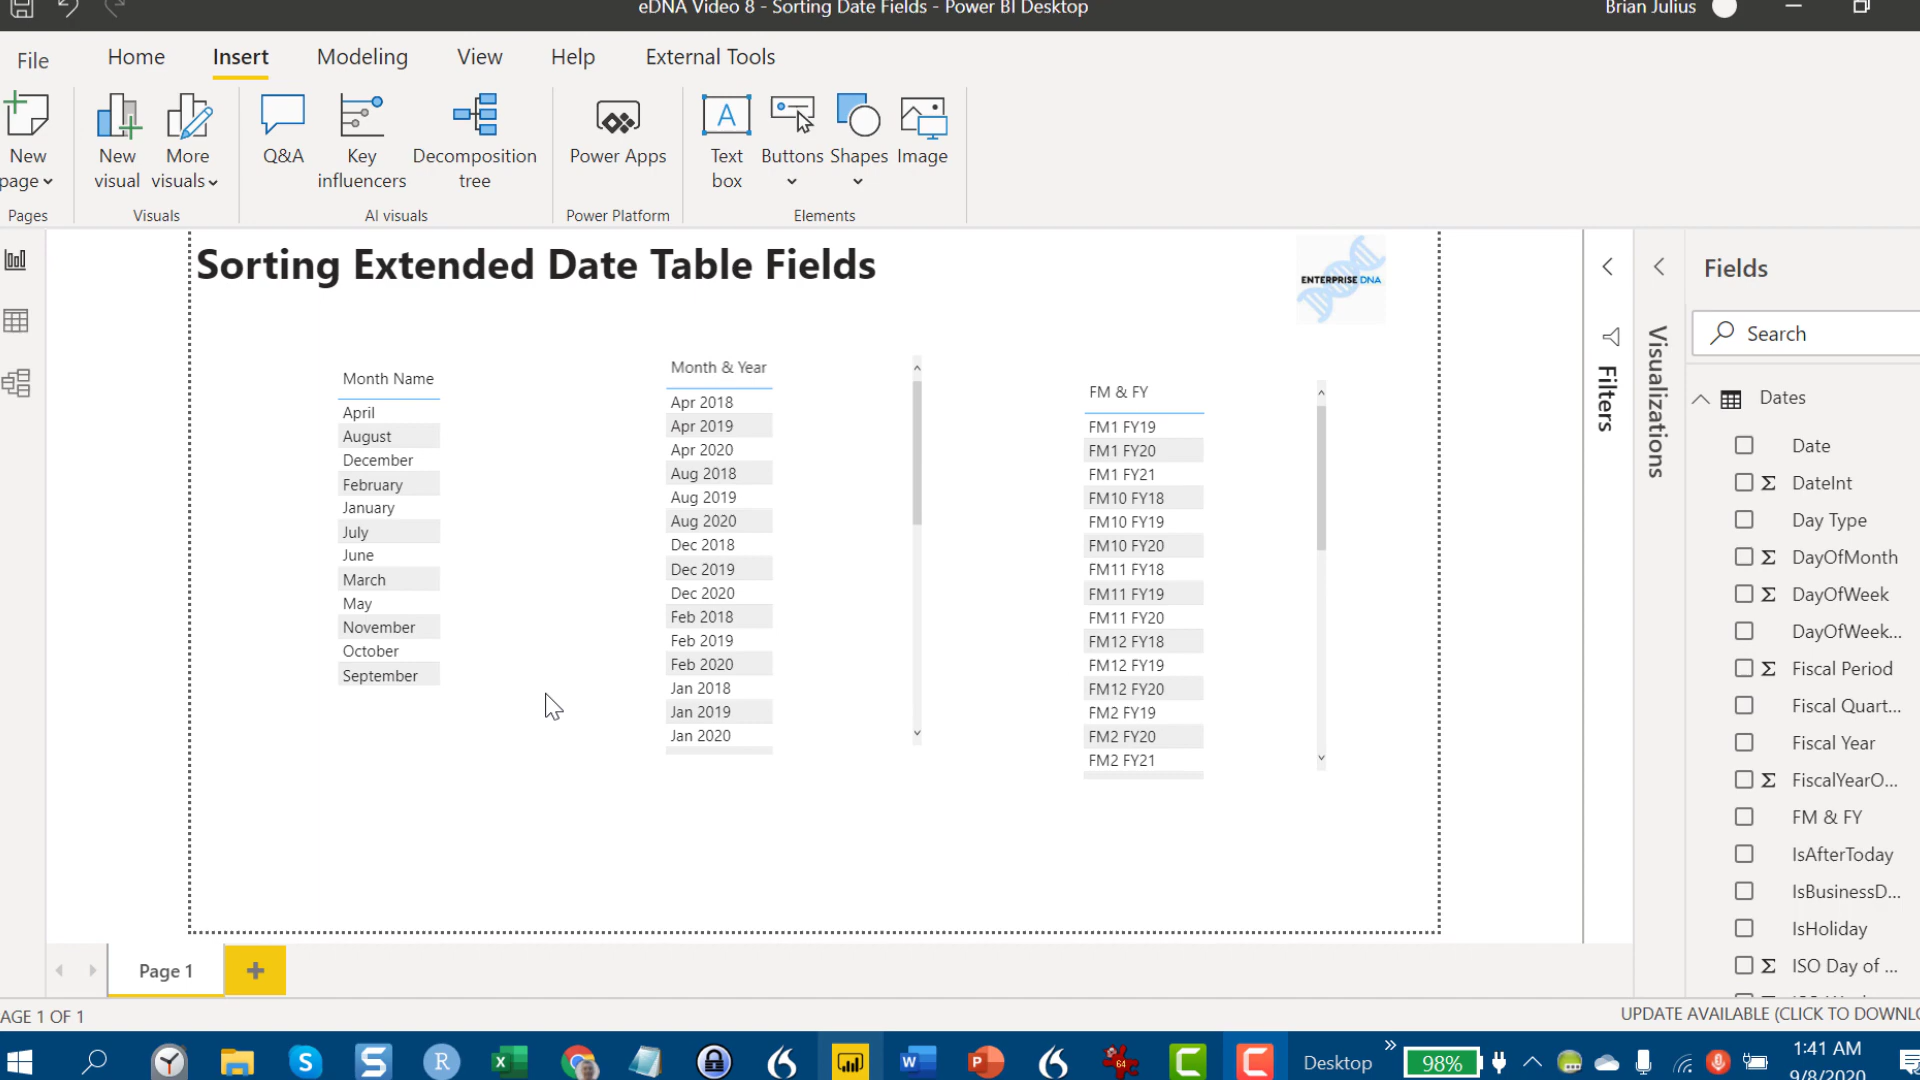 eDNA Video 8 - Sorting Date Fields - Power BI Desktop
Brian Julius
File
Home
Insert
Modeling
View
Help
External Tools
New page
New visual
More visuals
Q&A
Key influencers
Decomposition tree
Power Apps
Text box
Buttons
Shapes
Image
Pages
Visuals
AI visuals
Power Platform
Elements
Sorting Extended Date Table Fields
ENTERPRISE DNA
Month Name
April
August
December
February
January
July
June
March
May
November
October
September
Month & Year
Apr 2018
Apr 2019
Apr 2020
Aug 2018
Aug 2019
Aug 2020
Dec 2018
Dec 2019
Dec 2020
Feb 2018
Feb 2019
Feb 2020
Jan 2018
Jan 2019
Jan 2020
FM & FY
FM1 FY19
FM1 FY20
FM1 FY21
FM10 FY18
FM10 FY19
FM10 FY20
FM11 FY18
FM11 FY19
FM11 FY20
FM12 FY18
FM12 FY19
FM12 FY20
FM2 FY19
FM2 FY20
FM2 FY21
Filters
Visualizations
Fields
Search
Dates
Date
DateInt
Day Type
DayOfMonth
DayOfWeek
DayOfWeek...
Fiscal Period
Fiscal Quart...
Fiscal Year
FiscalYearO...
FM & FY
IsAfterToday
IsBusinessD...
IsHoliday
ISO Day of ...
Page 1
AGE 1 OF 1
UPDATE AVAILABLE (CLICK TO DOWNLO
Desktop
98%
1:41 AM
9/8/2020